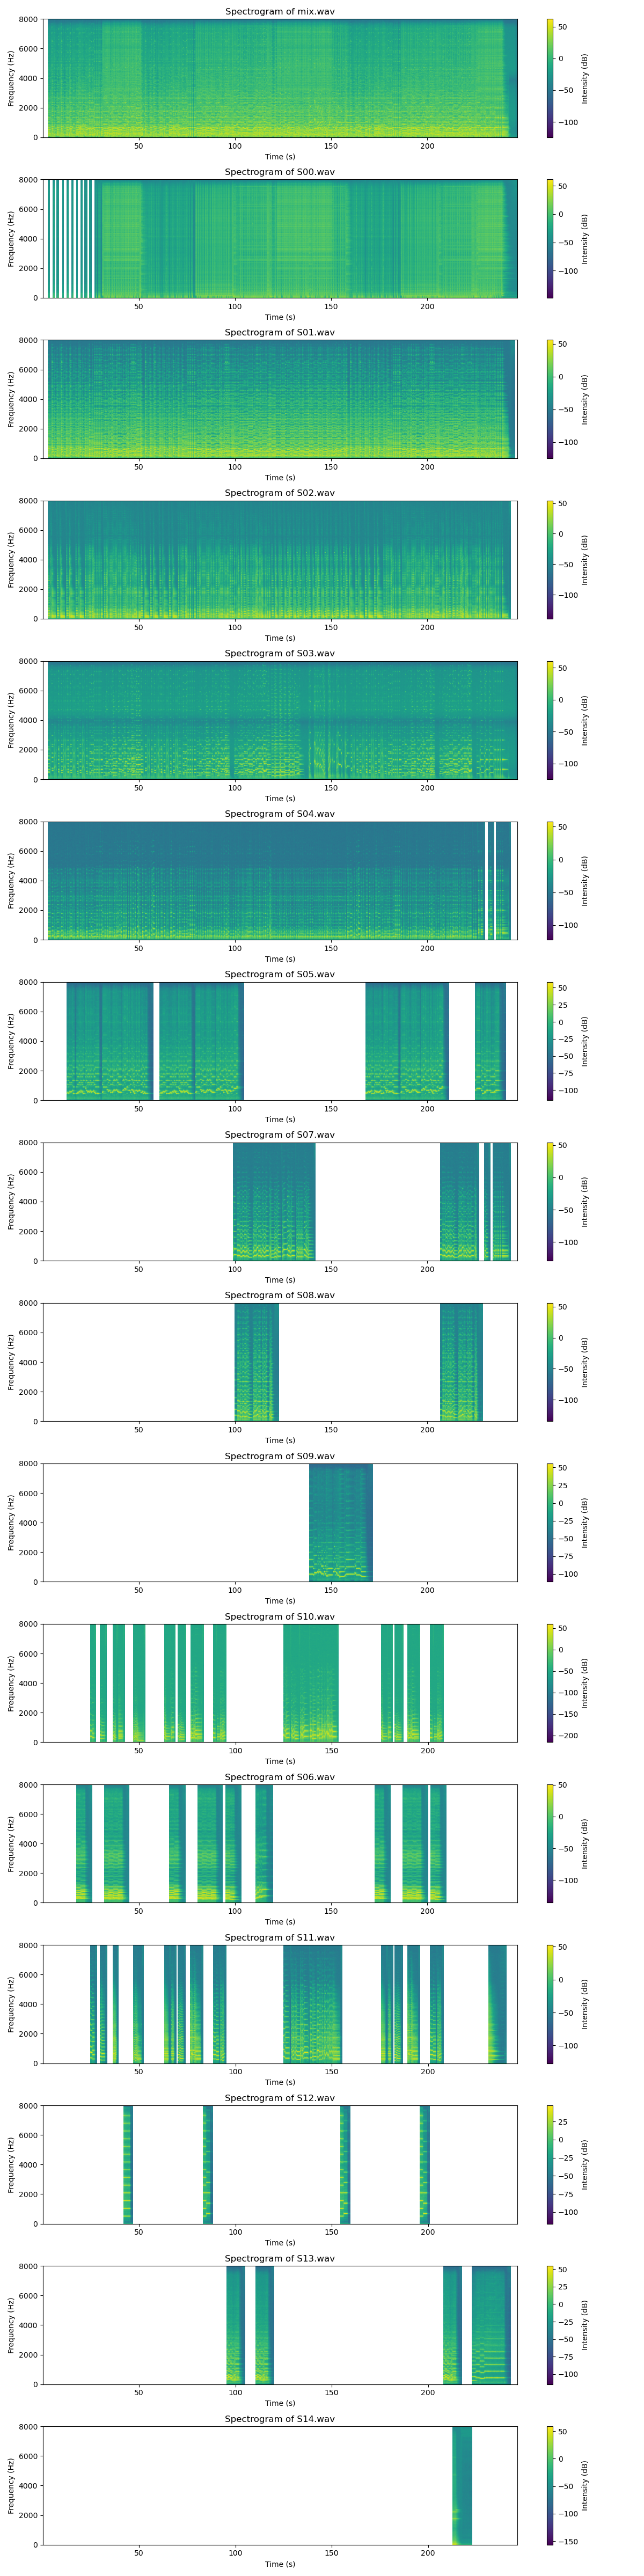 Spectrogram of mix.wav
8000
6000
4000
2000
0
Frequency (Hz)
50 100 150 200
Time (s)
50
0
−50
−100
Intensity (dB)
Spectrogram of S00.wav
8000
6000
4000
2000
0
Frequency (Hz)
50 100 150 200
Time (s)
50
0
−50
−100
Intensity (dB)
Spectrogram of S01.wav
8000
6000
4000
2000
0
Frequency (Hz)
50 100 150 200
Time (s)
50
0
−50
−100
Intensity (dB)
Spectrogram of S02.wav
8000
6000
4000
2000
0
Frequency (Hz)
50 100 150 200
Time (s)
50
0
−50
−100
Intensity (dB)
Spectrogram of S03.wav
8000
6000
4000
2000
0
Frequency (Hz)
50 100 150 200
Time (s)
50
0
−50
−100
Intensity (dB)
Spectrogram of S04.wav
8000
6000
4000
2000
0
Frequency (Hz)
50 100 150 200
Time (s)
50
0
−50
−100
Intensity (dB)
Spectrogram of S05.wav
8000
6000
4000
2000
0
Frequency (Hz)
50 100 150 200
Time (s)
50
25
0
−25
−50
−75
−100
Intensity (dB)
Spectrogram of S07.wav
8000
6000
4000
2000
0
Frequency (Hz)
50 100 150 200
Time (s)
50
0
−50
−100
Intensity (dB)
Spectrogram of S08.wav
8000
6000
4000
2000
0
Frequency (Hz)
50 100 150 200
Time (s)
50
0
−50
−100
Intensity (dB)
Spectrogram of S09.wav
8000
6000
4000
2000
0
Frequency (Hz)
50 100 150 200
Time (s)
50
25
0
−25
−50
−75
−100
Intensity (dB)
Spectrogram of S10.wav
8000
6000
4000
2000
0
Frequency (Hz)
50 100 150 200
Time (s)
50
0
−50
−100
−150
−200
Intensity (dB)
Spectrogram of S06.wav
8000
6000
4000
2000
0
Frequency (Hz)
50 100 150 200
Time (s)
50
0
−50
−100
Intensity (dB)
Spectrogram of S11.wav
8000
6000
4000
2000
0
Frequency (Hz)
50 100 150 200
Time (s)
50
0
−50
−100
Intensity (dB)
Spectrogram of S12.wav
8000
6000
4000
2000
0
Frequency (Hz)
50 100 150 200
Time (s)
25
0
−25
−50
−75
−100
Intensity (dB)
Spectrogram of S13.wav
8000
6000
4000
2000
0
Frequency (Hz)
50 100 150 200
Time (s)
50
25
0
−25
−50
−75
−100
Intensity (dB)
Spectrogram of S14.wav
8000
6000
4000
2000
0
Frequency (Hz)
50 100 150 200
Time (s)
50
0
−50
−100
−150
Intensity (dB)